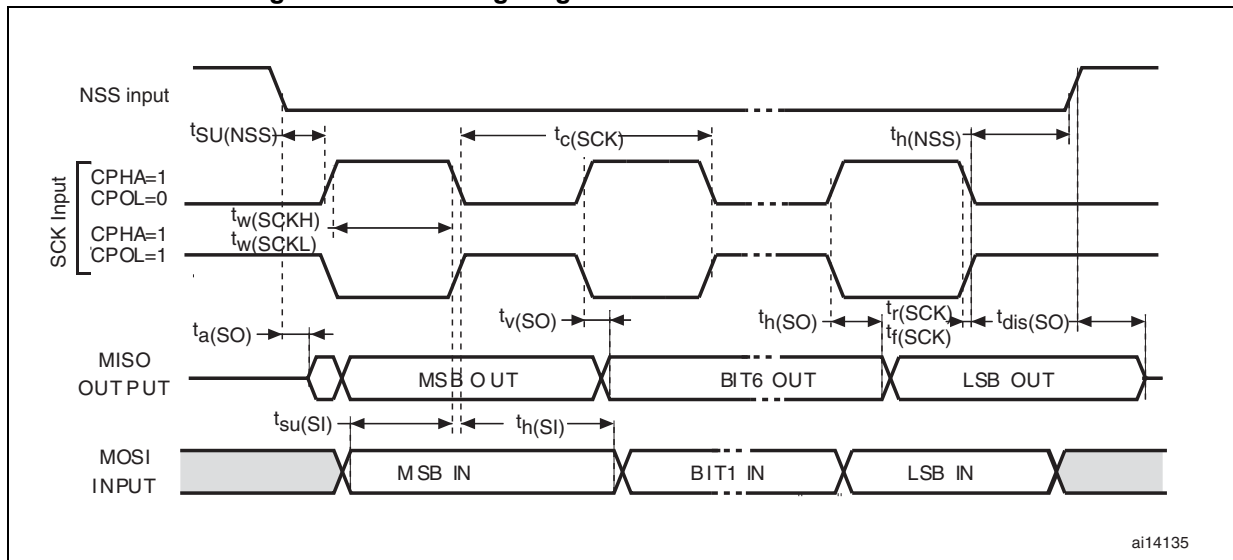 NSS input
tSU(NSS)
tc(SCK)
th(NSS)
SCK Input
CPHA=1
CPOL=0
tw(SCKH)
CPHA=1
tw(SCKL)
CPOL=1
ta(SO)
tv(SO)
th(SO)
tr(SCK)
tf(SCK)
tdis(SO)
MISO
OUTPUT
MSB OUT
BIT6 OUT
LSB OUT
tsu(SI)
th(SI)
MOSI
INPUT
MSB IN
BIT1 IN
LSB IN
ai14135